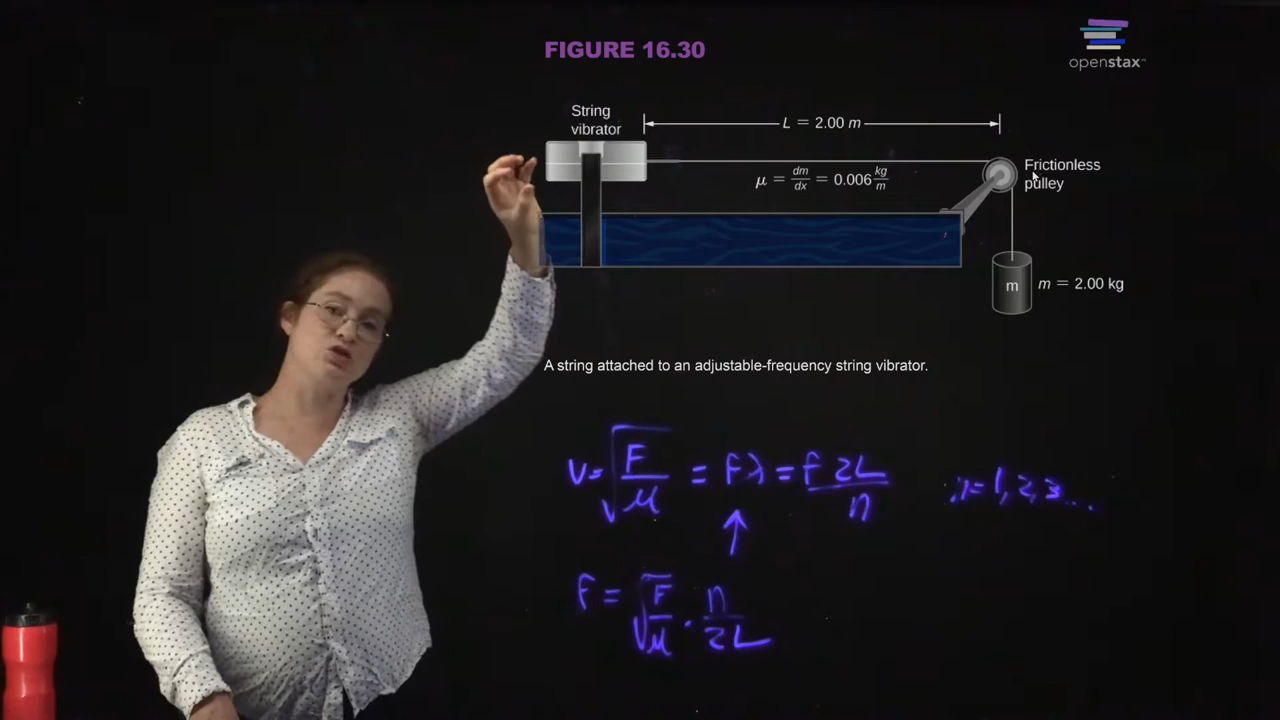 FIGURE 16.30
openstax™
String
vibrator
L = 2.00 m
Frictionless
pulley
μ = dm/dx = 0.006 kg/m
m
m = 2.00 kg
A string attached to an adjustable-frequency string vibrator.
v = √(F/μ) = fλ = f 2L/n n = 1, 2, 3 ...
f = √(F/μ) · n/2L